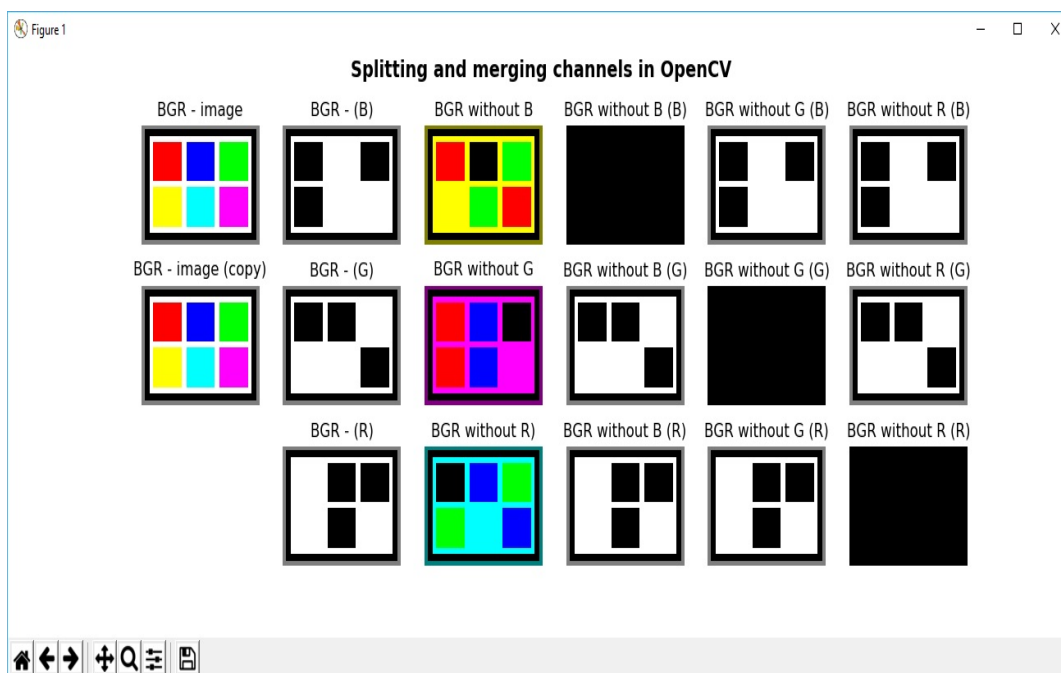 Figure 1
Splitting and merging channels in OpenCV
BGR - image
BGR - (B)
BGR without B
BGR without B (B)
BGR without G (B)
BGR without R (B)
BGR - image (copy)
BGR - (G)
BGR without G
BGR without B (G)
BGR without G (G)
BGR without R (G)
BGR - (R)
BGR without R)
BGR without B (R)
BGR without G (R)
BGR without R (R)